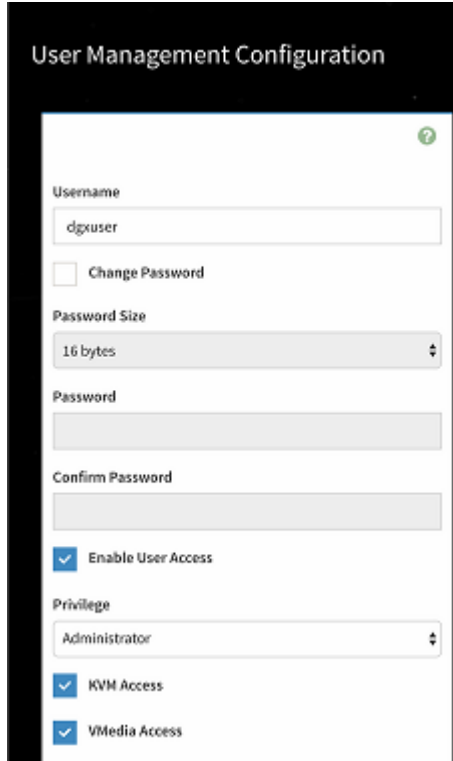 User Management Configuration
?
Username
dgxuser
Change Password
Password Size
16 bytes
Password
Confirm Password
Enable User Access
Privilege
Administrator
KVM Access
VMedia Access